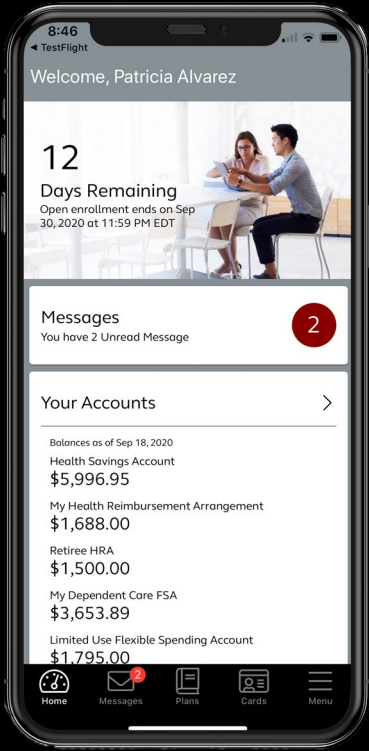 8:46
◀ TestFlight
Welcome, Patricia Alvarez
12
Days Remaining
Open enrollment ends on Sep
30, 2020 at 11:59 PM EDT
Messages
You have 2 Unread Message
2
Your Accounts
Balances as of Sep 18, 2020
Health Savings Account
$5,996.95
My Health Reimbursement Arrangement
$1,688.00
Retiree HRA
$1,500.00
My Dependent Care FSA
$3,653.89
Limited Use Flexible Spending Account
$1,795.00
2
Home Messages Plans Cards Menu